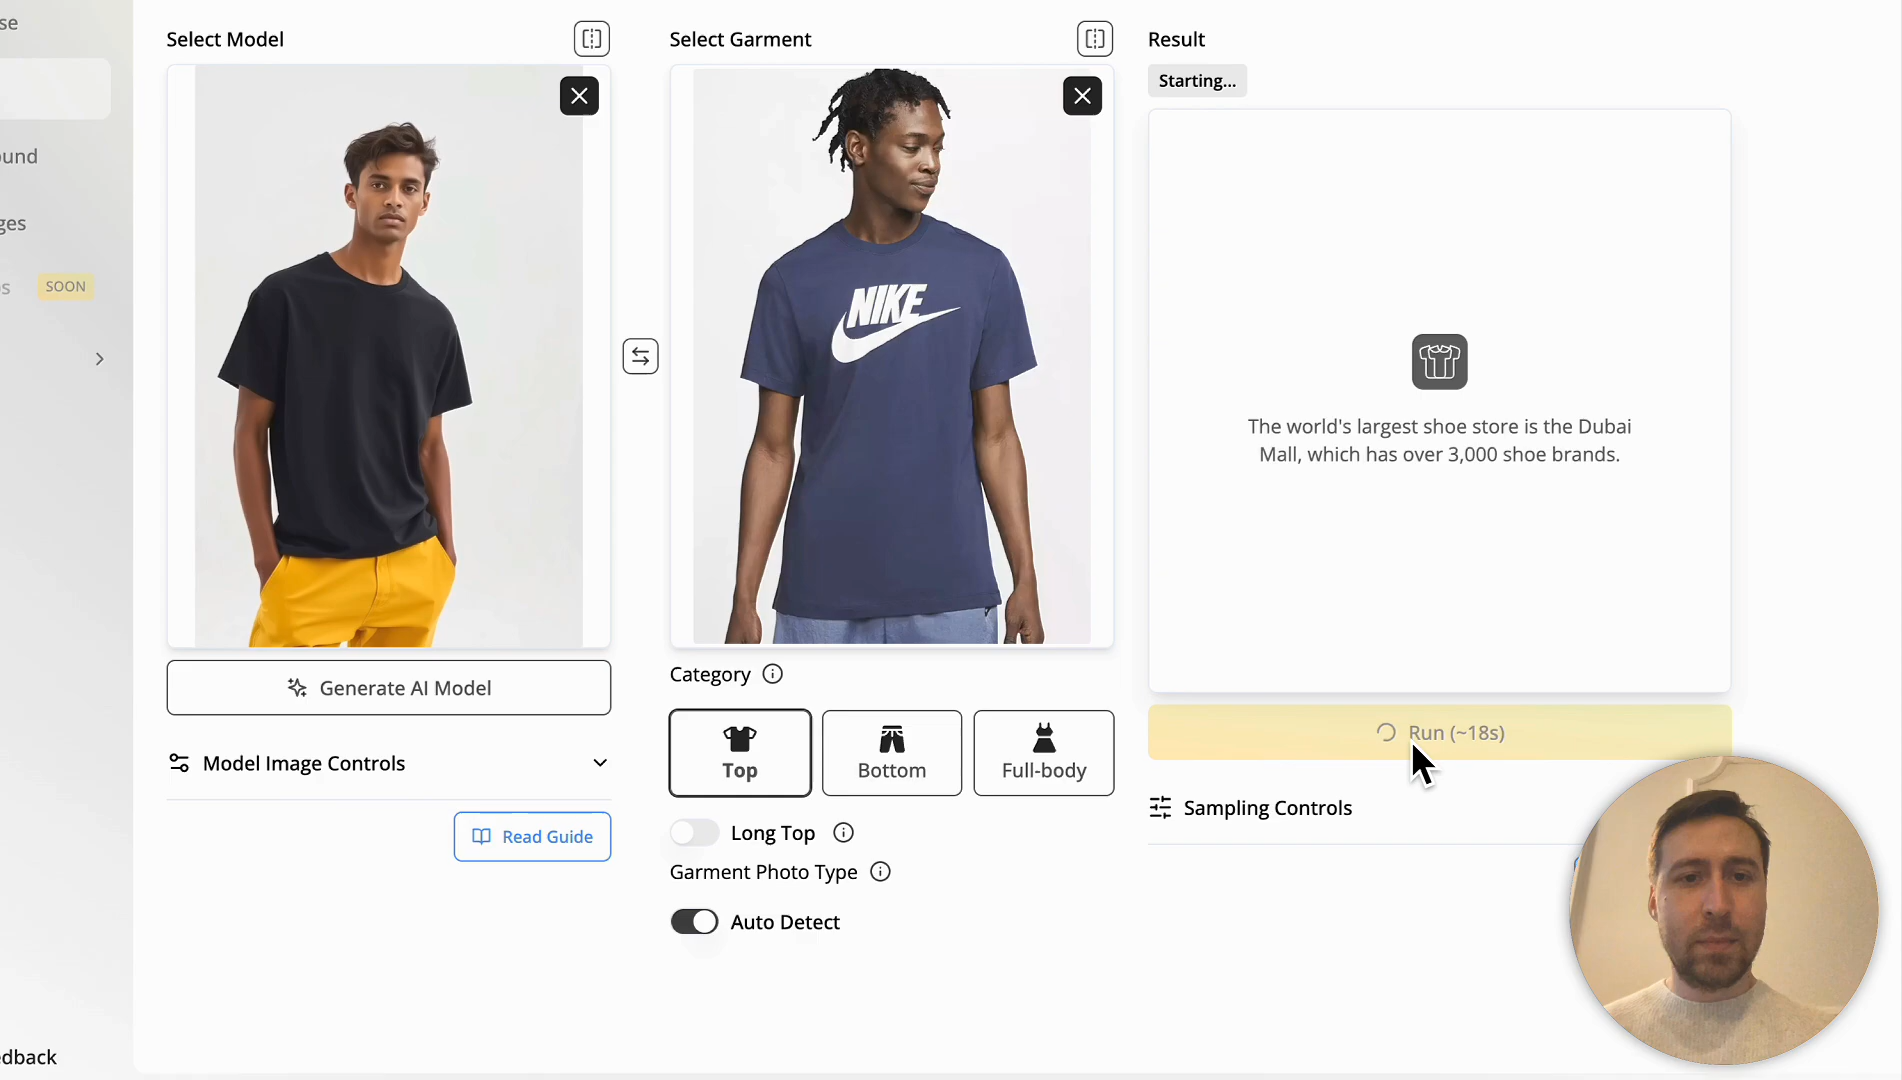 se
ound
ges
s
SOON
edback
Select Model
Generate AI Model
Model Image Controls
Read Guide
Select Garment
NIKE
Category
Top
Bottom
Full-body
Long Top
Garment Photo Type
Auto Detect
Result
Starting...
The world's largest shoe store is the Dubai
Mall, which has over 3,000 shoe brands.
Run (~18s)
Sampling Controls